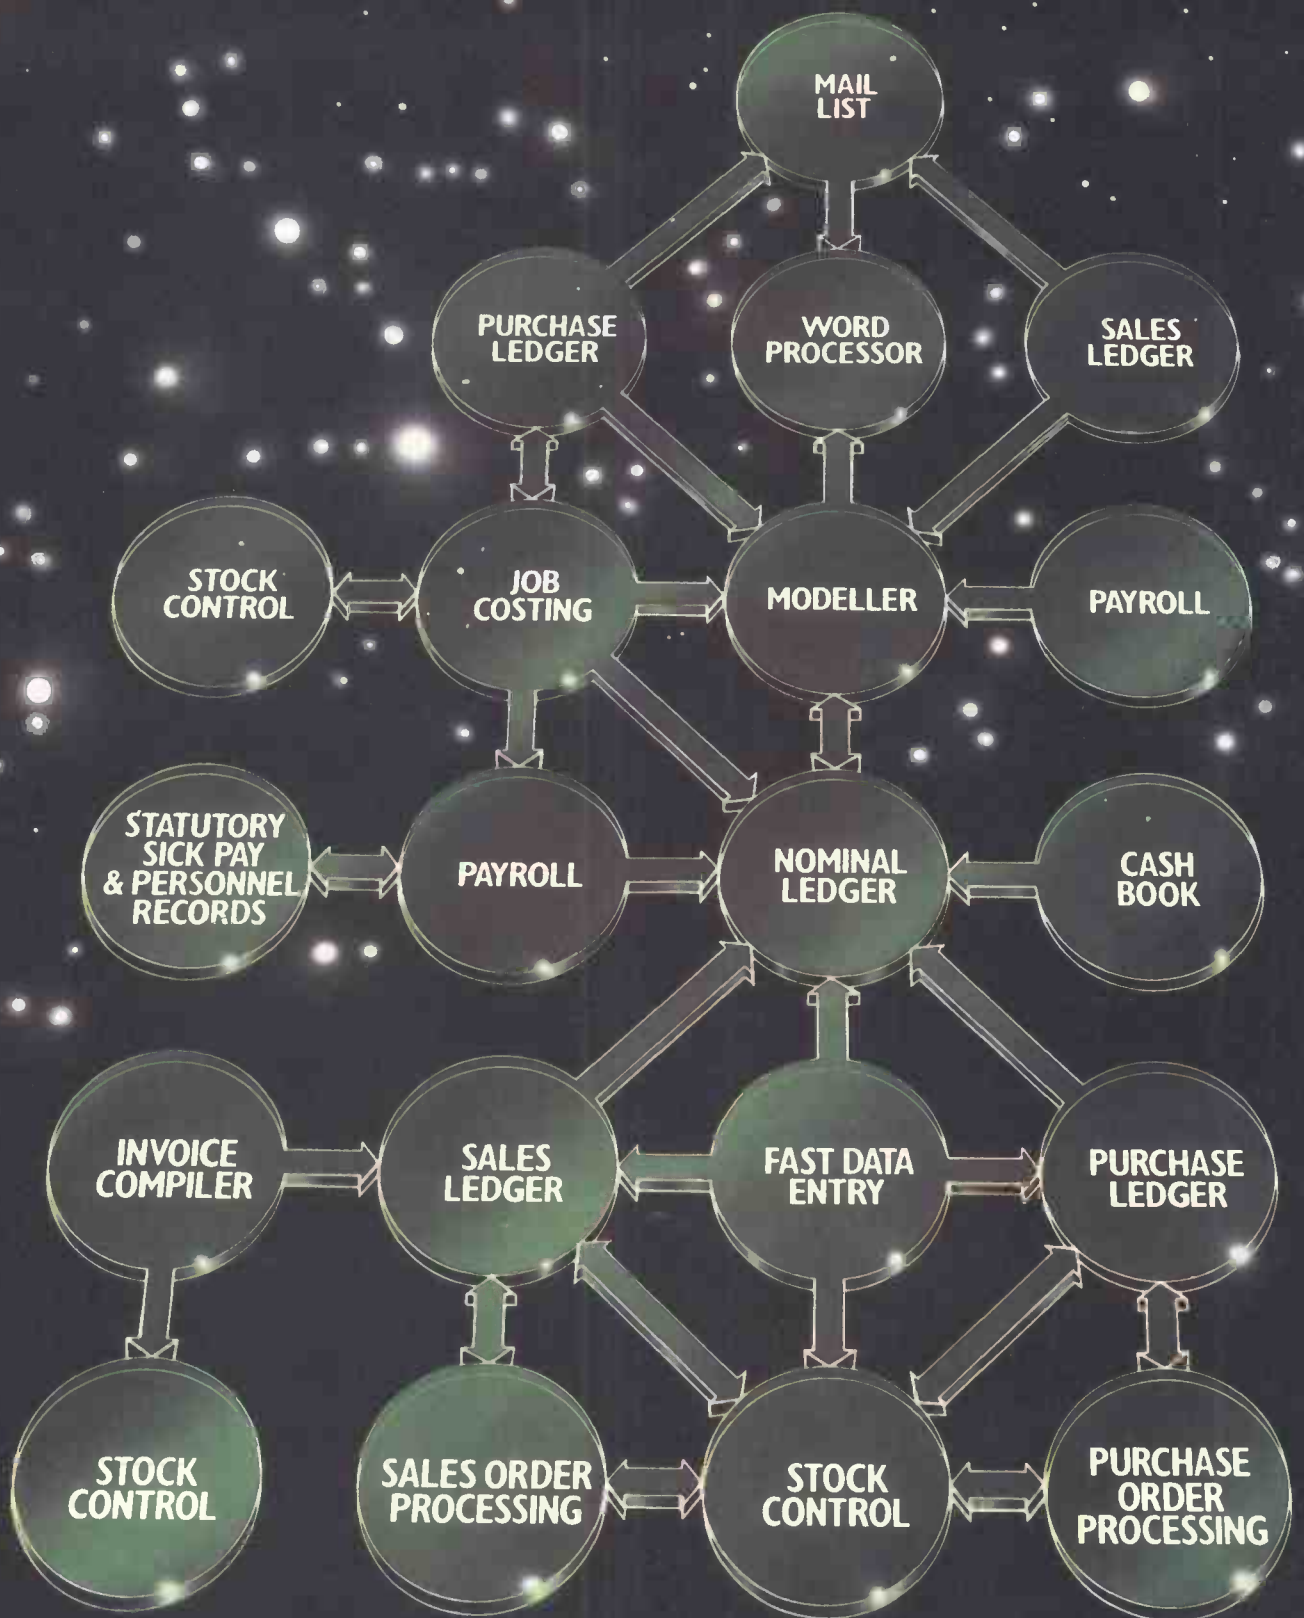 MAIL
LIST
PURCHASE
LEDGER
WORD
PROCESSOR
SALES
LEDGER
STOCK
CONTROL
JOB
COSTING
MODELLER
PAYROLL
STATUTORY
SICK PAY
& PERSONNEL
RECORDS
PAYROLL
NOMINAL
LEDGER
CASH
BOOK
INVOICE
COMPILER
SALES
LEDGER
FAST DATA
ENTRY
PURCHASE
LEDGER
STOCK
CONTROL
SALES ORDER
PROCESSING
STOCK
CONTROL
PURCHASE
ORDER
PROCESSING